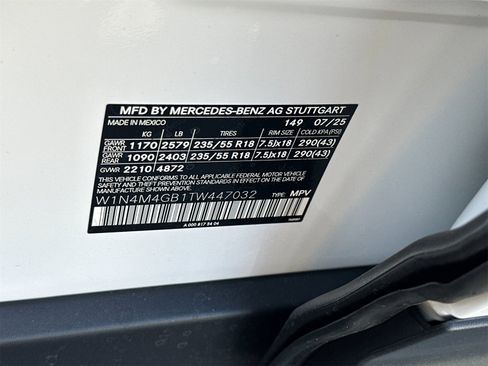 MFD BY MERCEDES-BENZ AG STUTTGART
MADE IN MEXICO 149 07/25
KG LB TIRES RIM SIZE COLD KPA(PSI)
GAWR FRONT 1170 2579 235/55 R18 7.5Jx18 290(43)
GAWR REAR 1090 2403 235/55 R18 7.5Jx18 290(43)
GVWR 2210 4872
THIS VEHICLE CONFORMS TO ALL APPLICABLE FEDERAL MOTOR VEHICLE
SAFETY AND THEFT PREVENTION STANDARDS IN EFFECT ON THE DATE OF MANUFACTURE SHOWN ABOVE.
W1N4M4GB1TW447032 TYPE: MPV
A 000 817 54 04